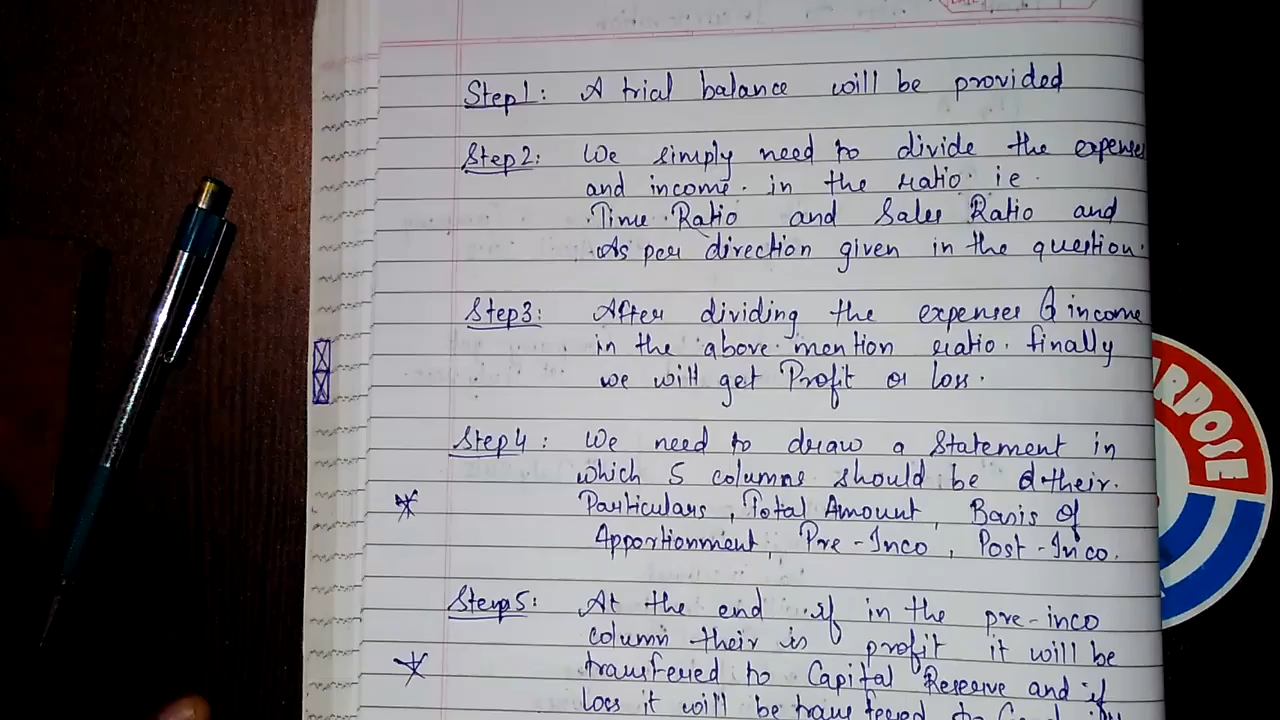 Step1: A trial balance will be provided
Step2: We simply need to divide the expenses
and income. in the ratio. ie.
Time Ratio and Sales Ratio and
As per direction given in the question.
Step3: After dividing the expenses & income
in the above mention ratio. finally
we will get Profit or Loss.
Step4: We need to draw a Statement in
which 5 columns should be their.
Particulars, Total Amount, Basis of
Apportionment, Pre-Inco, Post-Inco.
Step5: At the end if in the pre-inco
column their is profit it will be
transfered to Capital Reserve and if
Loss it will be transfered to
RPOSE